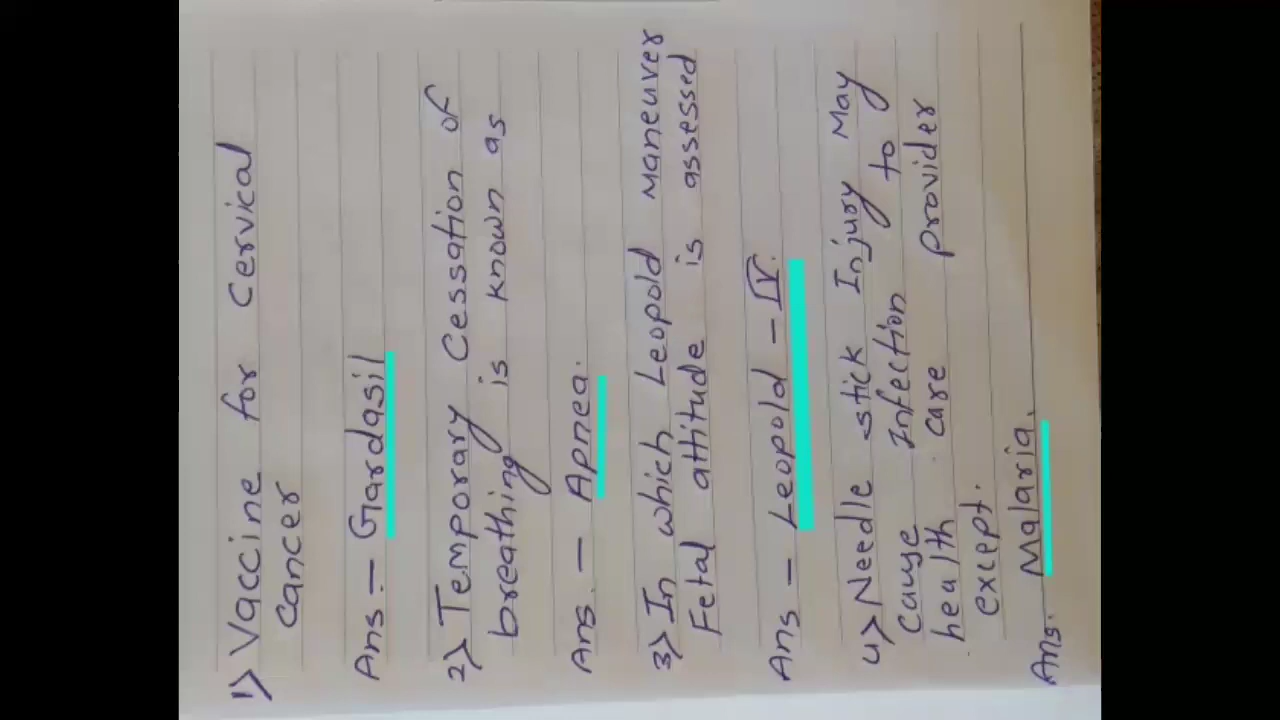 1) Vaccine for Cervical
cancer
Ans:- Gardasil
2) Temporary Cessation of
breathing is known as
Ans. - Apnea.
3) In which Leopold Maneuver
Fetal attitude is assessed
Ans - Leopold - IV.
4) Needle stick Injury May
cause Infection to
health care provider
except.
Ans. Malaria.